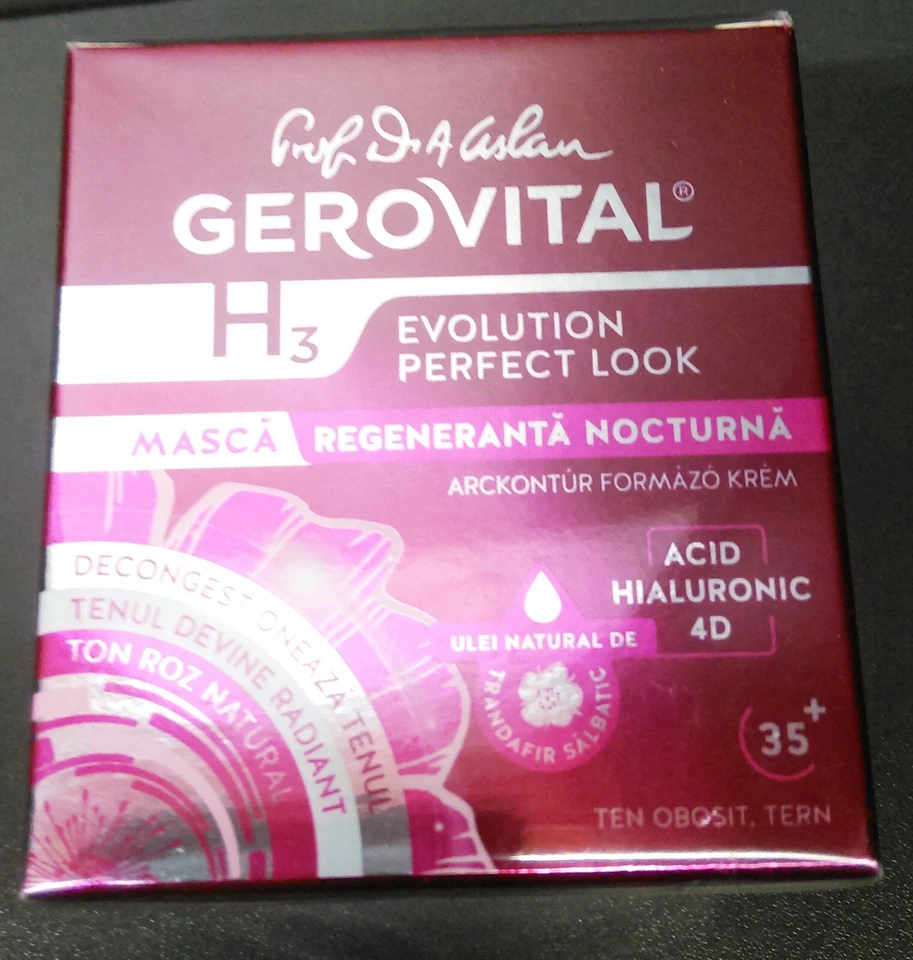 Prof. Dr. A. Aslan
GEROVITAL®
H3
EVOLUTION
PERFECT LOOK
MASCĂ REGENERANTĂ NOCTURNĂ
ARCKONTÚR FORMÁZÓ KRÉM
DECONGESTIONEAZĂ TENUL
TENUL DEVINE RADIANT
TON ROZ NATURAL
ACID
HIALURONIC
4D
ULEI NATURAL DE
TRANDAFIR SĂLBATIC
35+
TEN OBOSIT, TERN